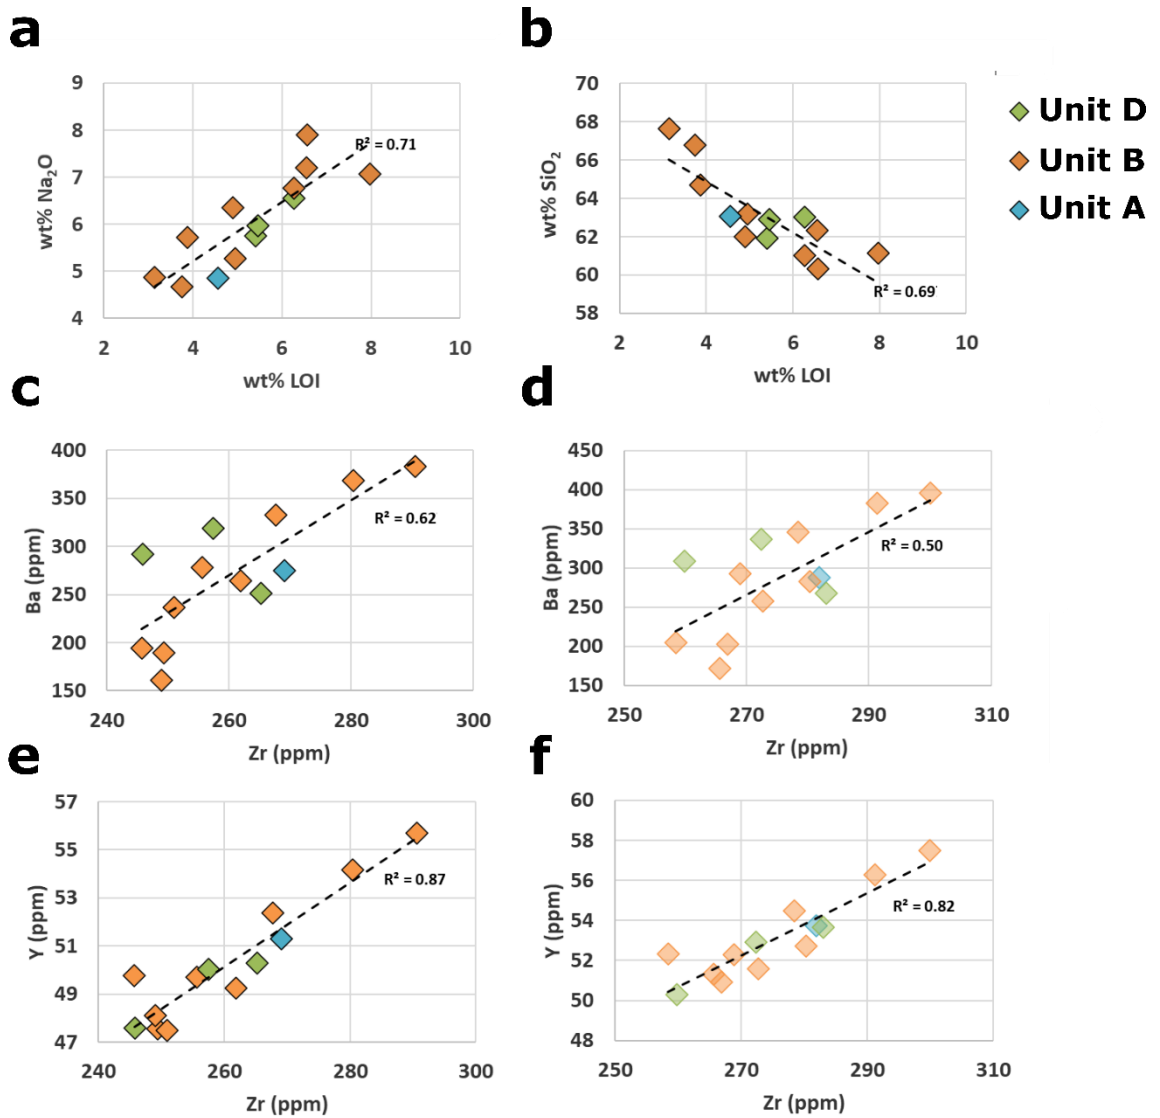 a
9
8
7
6
5
4
wt% Na₂O
R² = 0.71
2 4 6 8 10
wt% LOI
b
70
68
66
64
62
60
58
wt% SiO₂
R² = 0.69
2 4 6 8 10
wt% LOI
Unit D
Unit B
Unit A
c
400
350
300
250
200
150
Ba (ppm)
R² = 0.62
240 260 280 300
Zr (ppm)
d
450
400
350
300
250
200
150
Ba (ppm)
R² = 0.50
250 270 290 310
Zr (ppm)
e
57
55
53
51
49
47
Y (ppm)
R² = 0.87
240 260 280 300
Zr (ppm)
f
60
58
56
54
52
50
48
Y (ppm)
R² = 0.82
250 270 290 310
Zr (ppm)